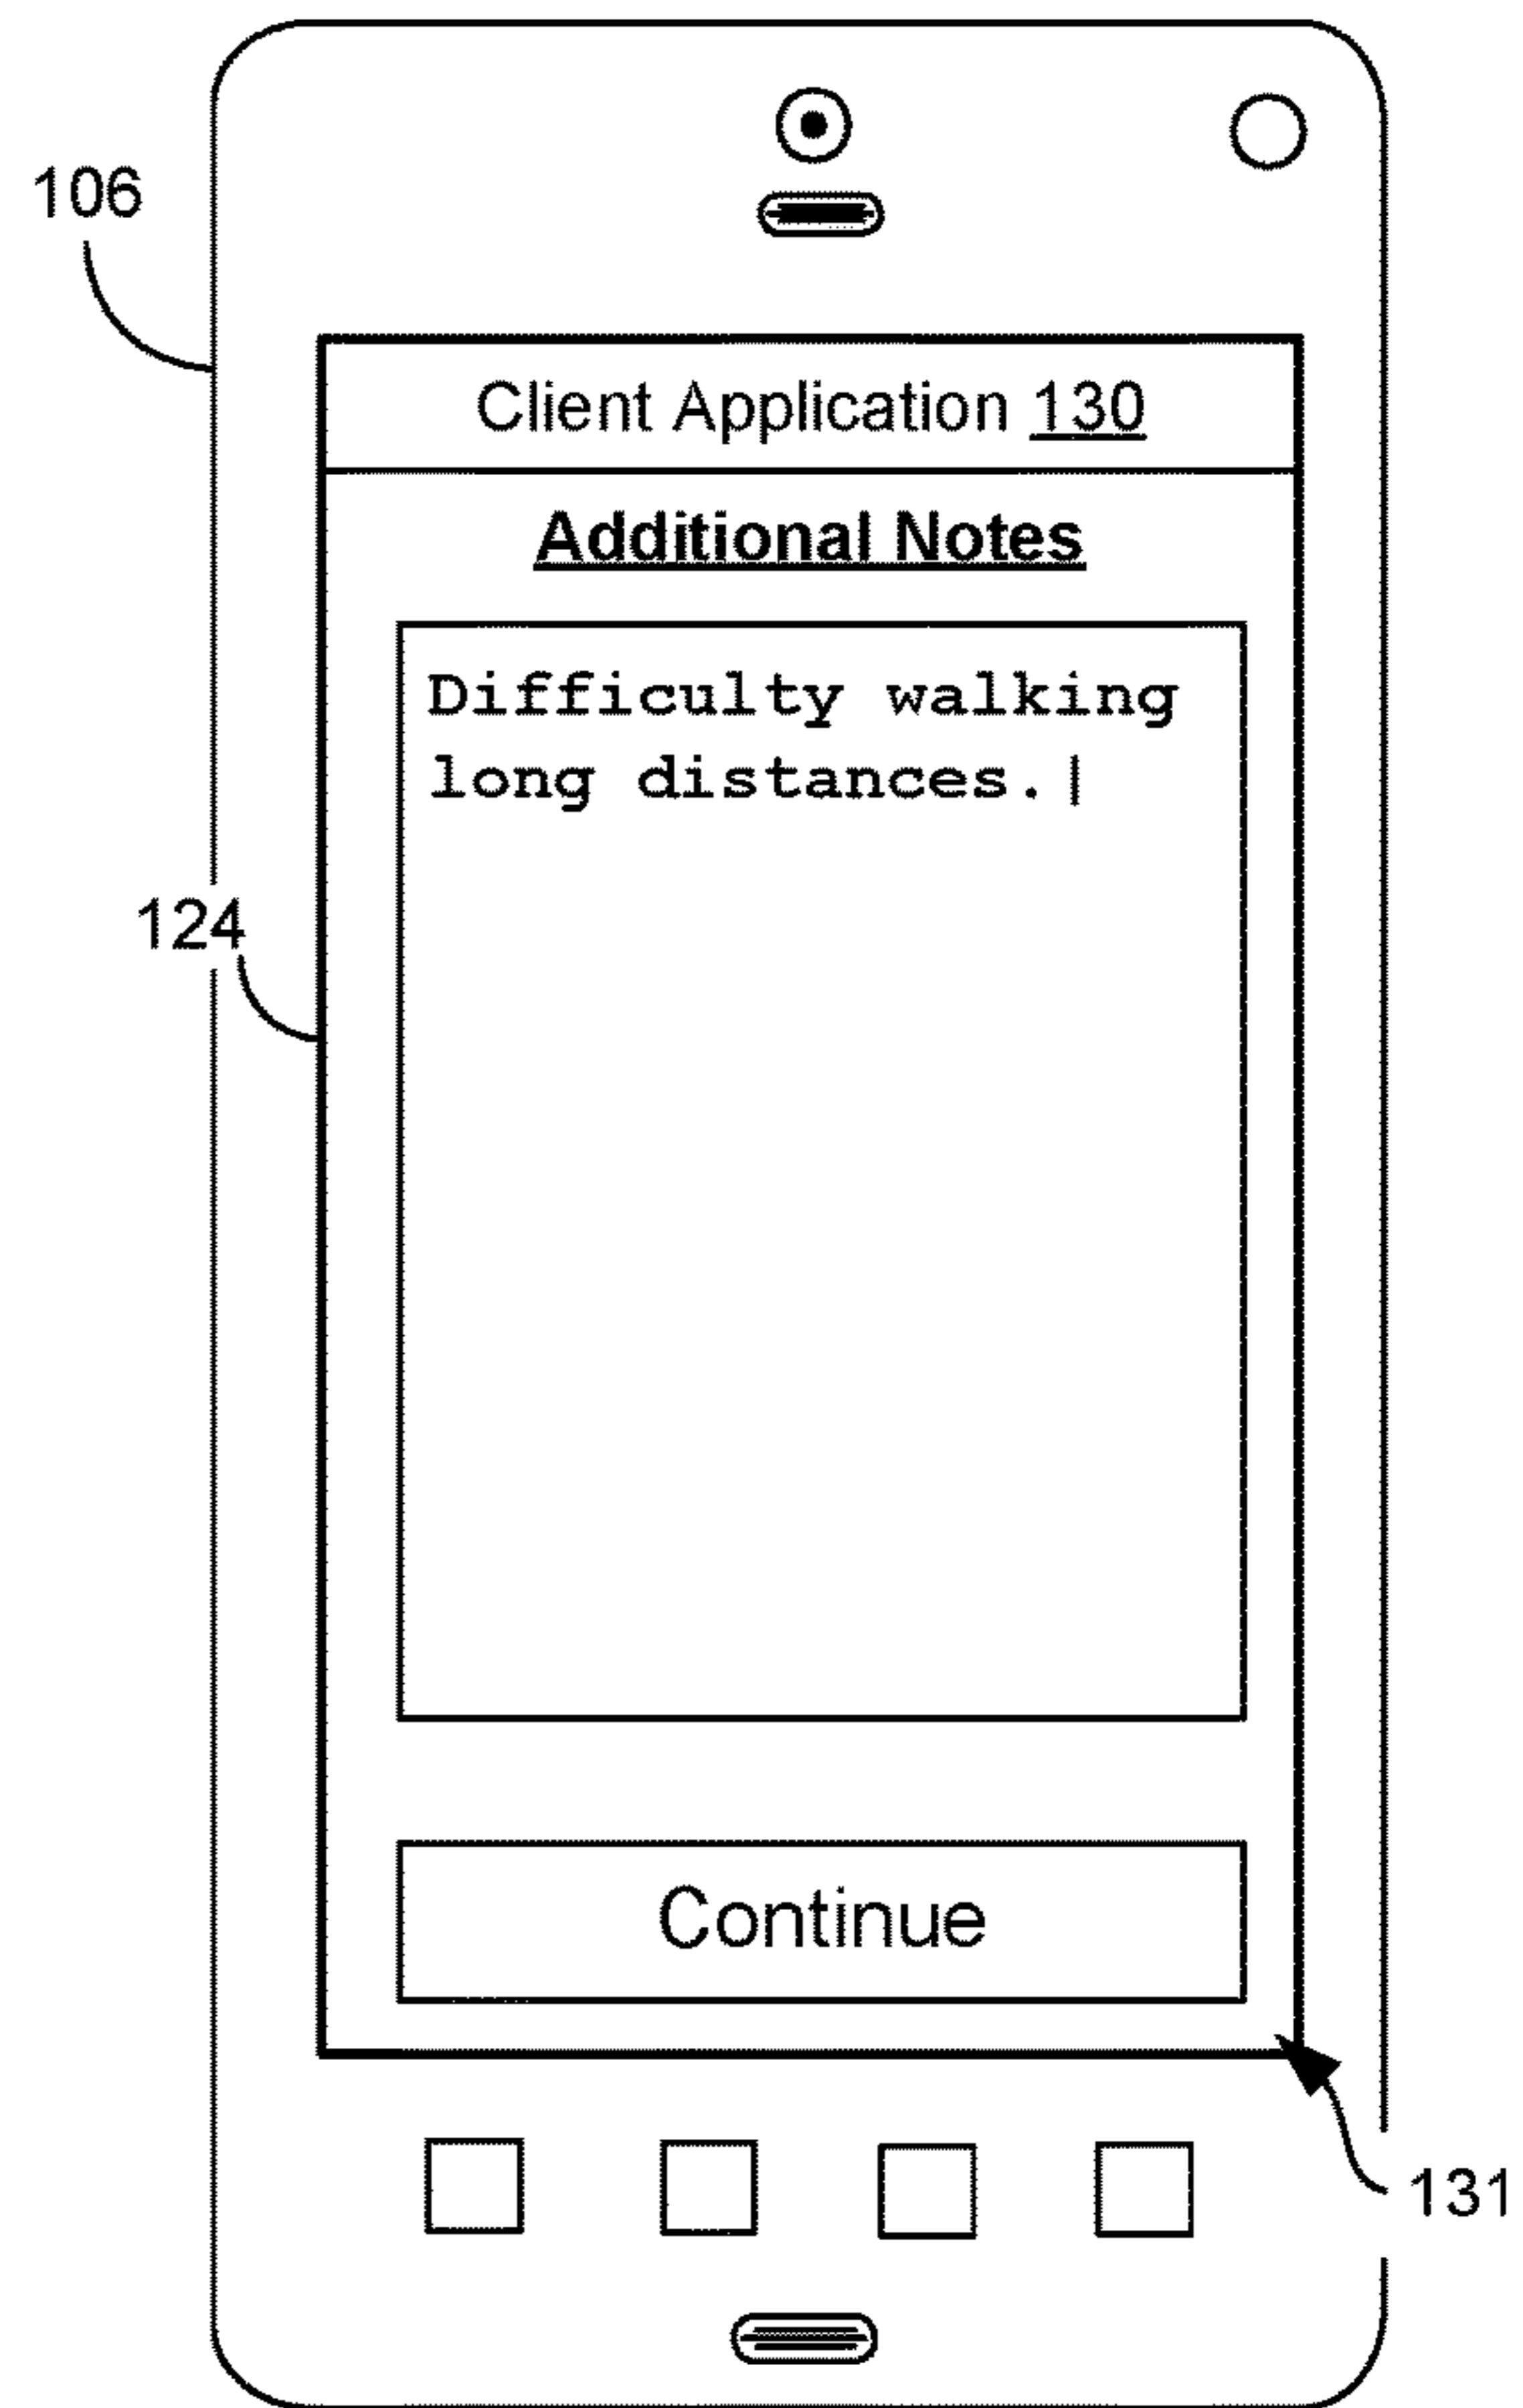 106
Client Application 130
Additional Notes
Difficulty walking
long distances.
124
Continue
131